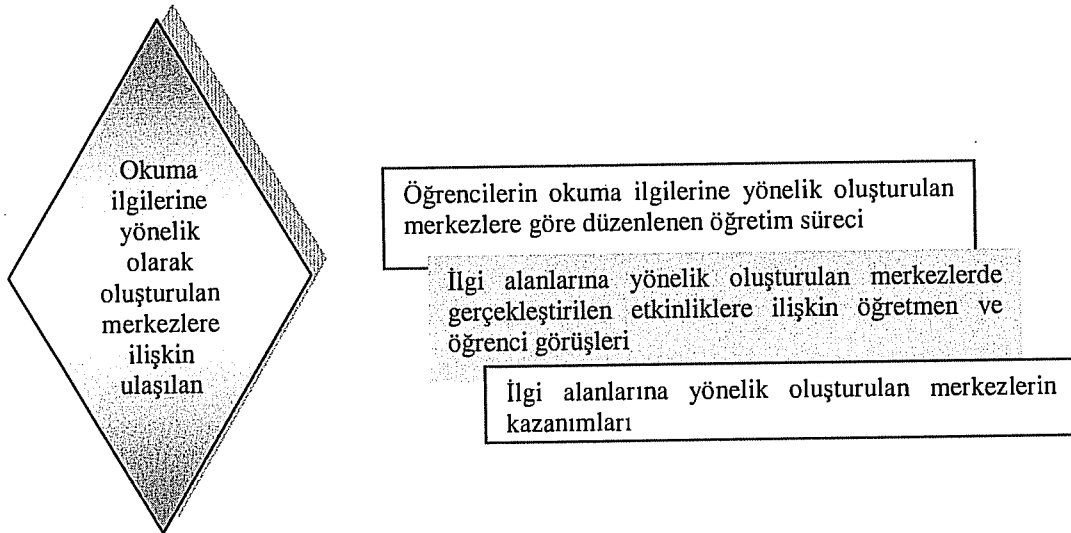 Okuma
ilgilerine
yönelik
olarak
oluşturulan
merkezlere
ilişkin
ulaşılan
Öğrencilerin okuma ilgilerine yönelik oluşturulan
merkezlere göre düzenlenen öğretim süreci
İlgi alanlarına yönelik oluşturulan merkezlerde
gerçekleştirilen etkinliklere ilişkin öğretmen ve
öğrenci görüşleri
İlgi alanlarına yönelik oluşturulan merkezlerin
kazanımları